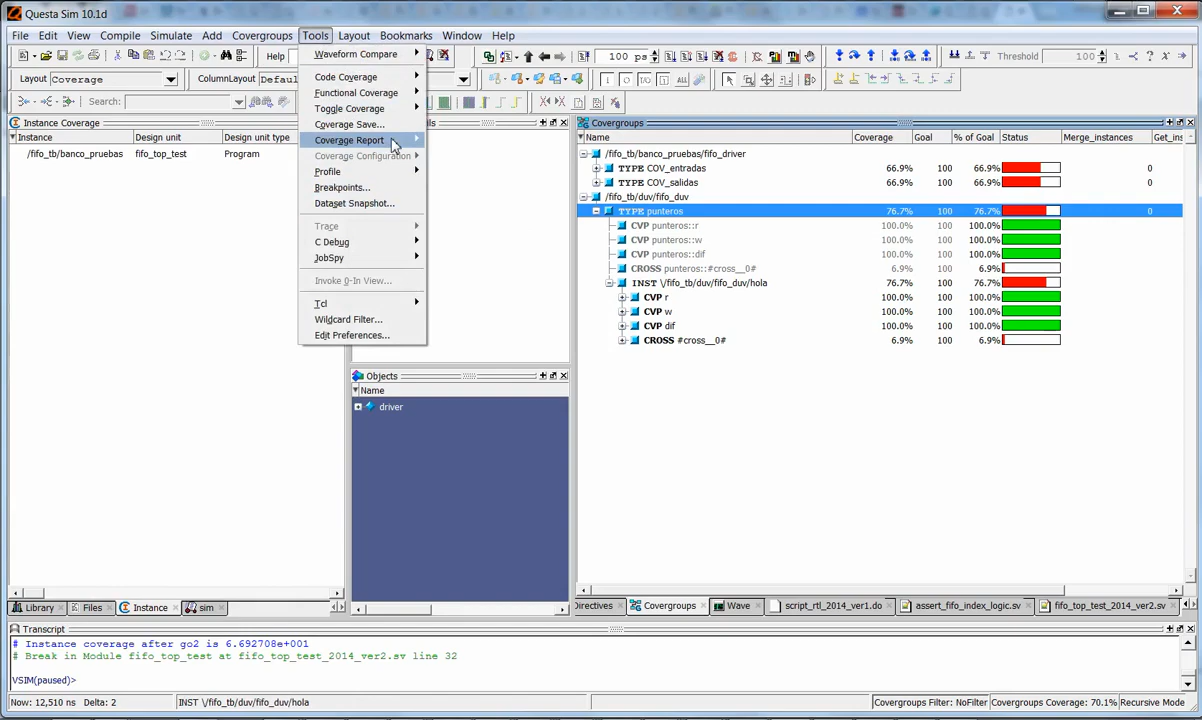 Questa Sim 10.1d
File Edit View Compile Simulate Add Covergroups Tools Layout Bookmarks Window Help
Help 100 ps
Layout Coverage ColumnLayout Defau
ALL
Search:
Waveform Compare
Code Coverage
Functional Coverage
Toggle Coverage
Coverage Save...
Coverage Report
Coverage Configuration
Profile
Breakpoints...
Dataset Snapshot...
Trace
C Debug
JobSpy
Invoke 0-In View...
Tcl
Wildcard Filter...
Edit Preferences...
Instance Coverage
Instance Design unit Design unit type
/fifo_tb/banco_pruebas fifo_top_test Program
ils
Objects
Name
driver
Covergroups
Name Coverage Goal % of Goal Status Merge_instances Get_ins
/fifo_tb/banco_pruebas/fifo_driver
TYPE COV_entradas 66.9% 100 66.9% 0
TYPE COV_salidas 66.9% 100 66.9% 0
/fifo_tb/duv/fifo_duv
TYPE punteros 76.7% 100 76.7% 0
CVP punteros::r 100.0% 100 100.0%
CVP punteros::w 100.0% 100 100.0%
CVP punteros::dif 100.0% 100 100.0%
CROSS punteros::#cross__0# 6.9% 100 6.9%
INST \/fifo_tb/duv/fifo_duv/hola 76.7% 100 76.7%
CVP r 100.0% 100 100.0%
CVP w 100.0% 100 100.0%
CVP dif 100.0% 100 100.0%
CROSS #cross__0# 6.9% 100 6.9%
Library Files Instance sim
Directives Covergroups Wave script_rtl_2014_ver1.do assert_fifo_index_logic.sv fifo_top_test_2014_ver2.sv
Transcript
# Instance coverage after go2 is 6.692708e+001
# Break in Module fifo_top_test at fifo_top_test_2014_ver2.sv line 32
VSIM(paused)>
Now: 12,510 ns Delta: 2 INST \/fifo_tb/duv/fifo_duv/hola Covergroups Filter: NoFilter Covergroups Coverage: 70.1% Recursive Mode